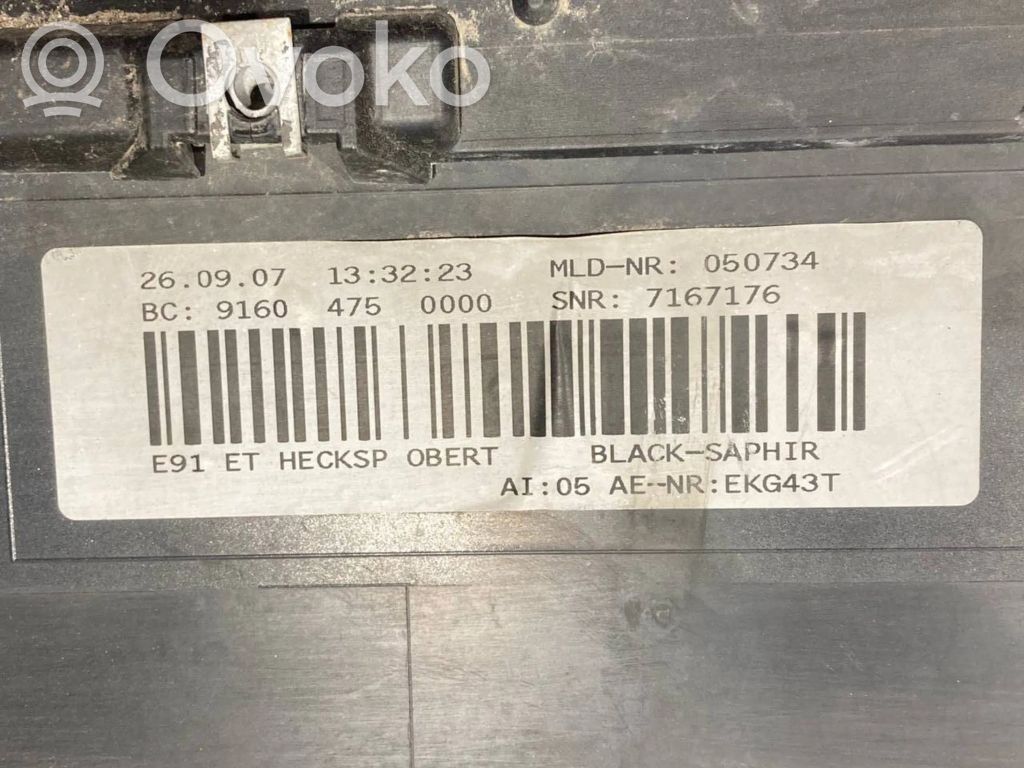 Ovoko
26.09.07 13:32:23 MLD-NR: 050734
BC: 9160 475 0000 SNR: 7167176
E91 ET HECKSP OBERT BLACK-SAPHIR
AI:05 AE-NR:EKG43T